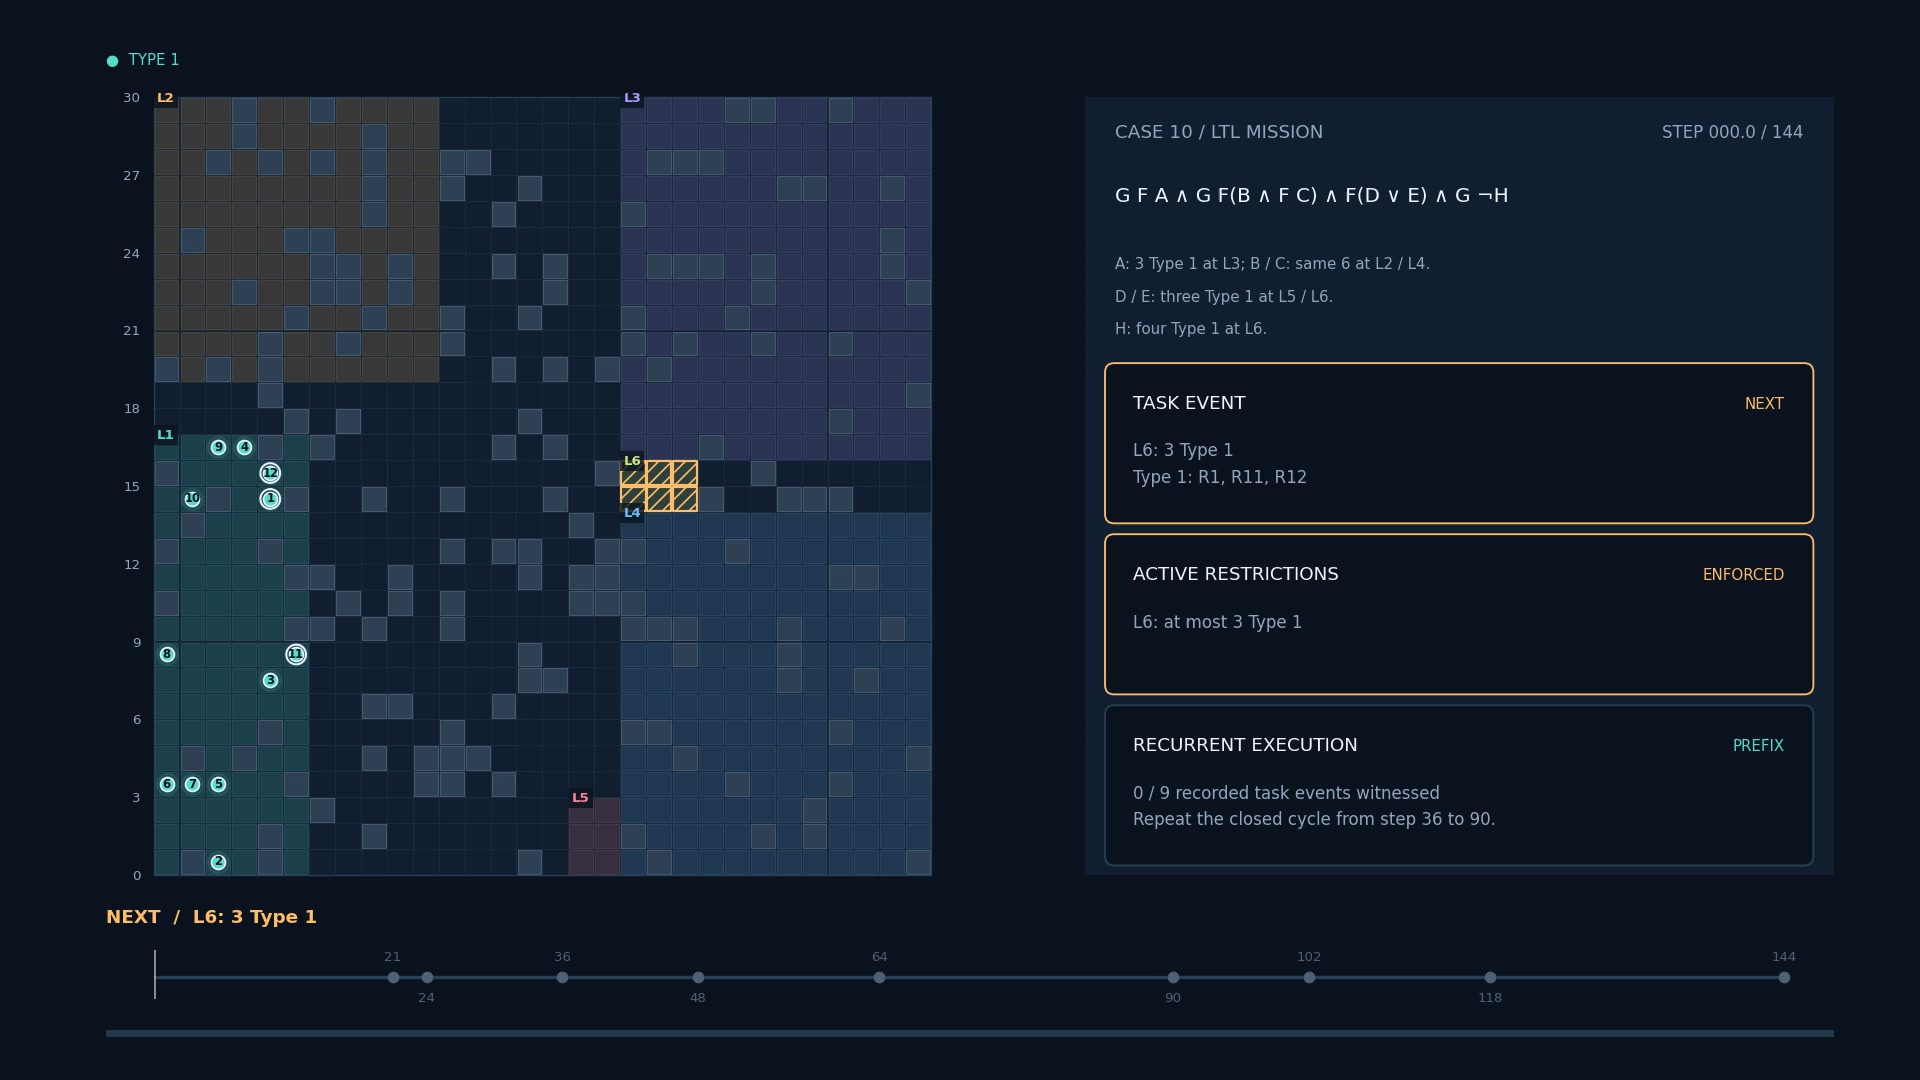 TYPE 1
30
27
24
21
18
15
12
9
6
3
0
L2
L3
L1
L6
L4
L5
9
4
12
10
1
8
11
3
6
7
5
2
CASE 10 / LTL MISSION
STEP 000.0 / 144
G F A ∧ G F(B ∧ F C) ∧ F(D ∨ E) ∧ G ¬H
A: 3 Type 1 at L3; B / C: same 6 at L2 / L4.
D / E: three Type 1 at L5 / L6.
H: four Type 1 at L6.
TASK EVENT
NEXT
L6: 3 Type 1
Type 1: R1, R11, R12
ACTIVE RESTRICTIONS
ENFORCED
L6: at most 3 Type 1
RECURRENT EXECUTION
PREFIX
0 / 9 recorded task events witnessed
Repeat the closed cycle from step 36 to 90.
NEXT / L6: 3 Type 1
21
36
64
102
144
24
48
90
118